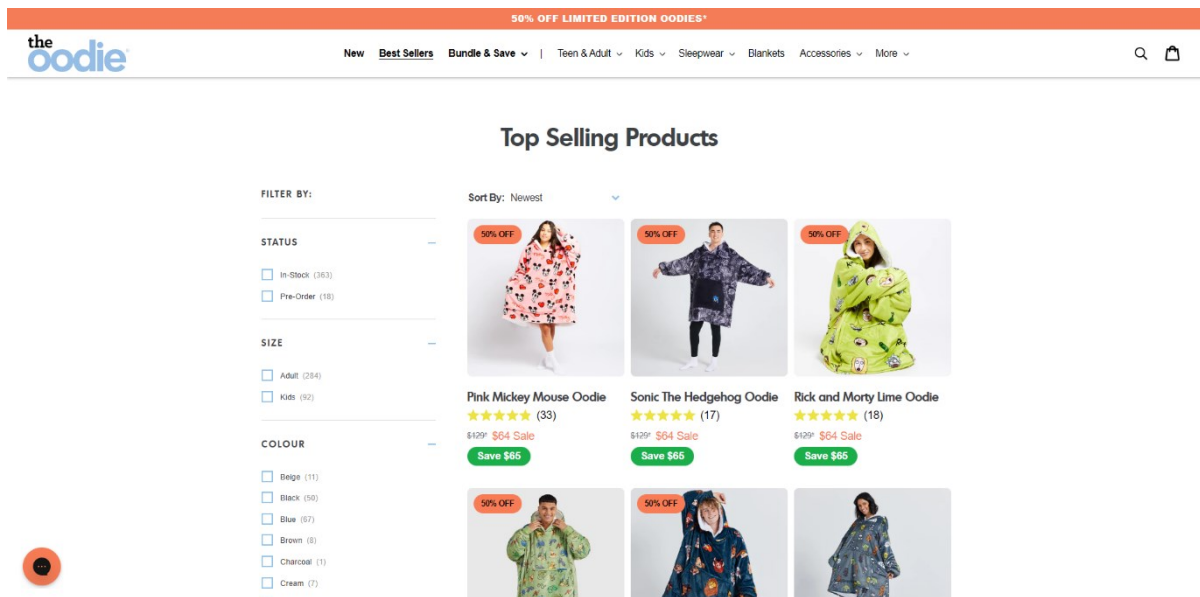 50% OFF LIMITED EDITION OODIES*
the
oodie
New Best Sellers Bundle & Save | Teen & Adult Kids Sleepwear Blankets Accessories More
Top Selling Products
FILTER BY:
STATUS
In-Stock (363)
Pre-Order (18)
SIZE
Adult (284)
Kids (92)
COLOUR
Beige (11)
Black (50)
Blue (67)
Brown (8)
Charcoal (1)
Cream (7)
Sort By: Newest
50% OFF
50% OFF
50% OFF
Pink Mickey Mouse Oodie
(33)
$129* $64 Sale
Save $65
Sonic The Hedgehog Oodie
(17)
$129* $64 Sale
Save $65
Rick and Morty Lime Oodie
(18)
$129* $64 Sale
Save $65
50% OFF
50% OFF